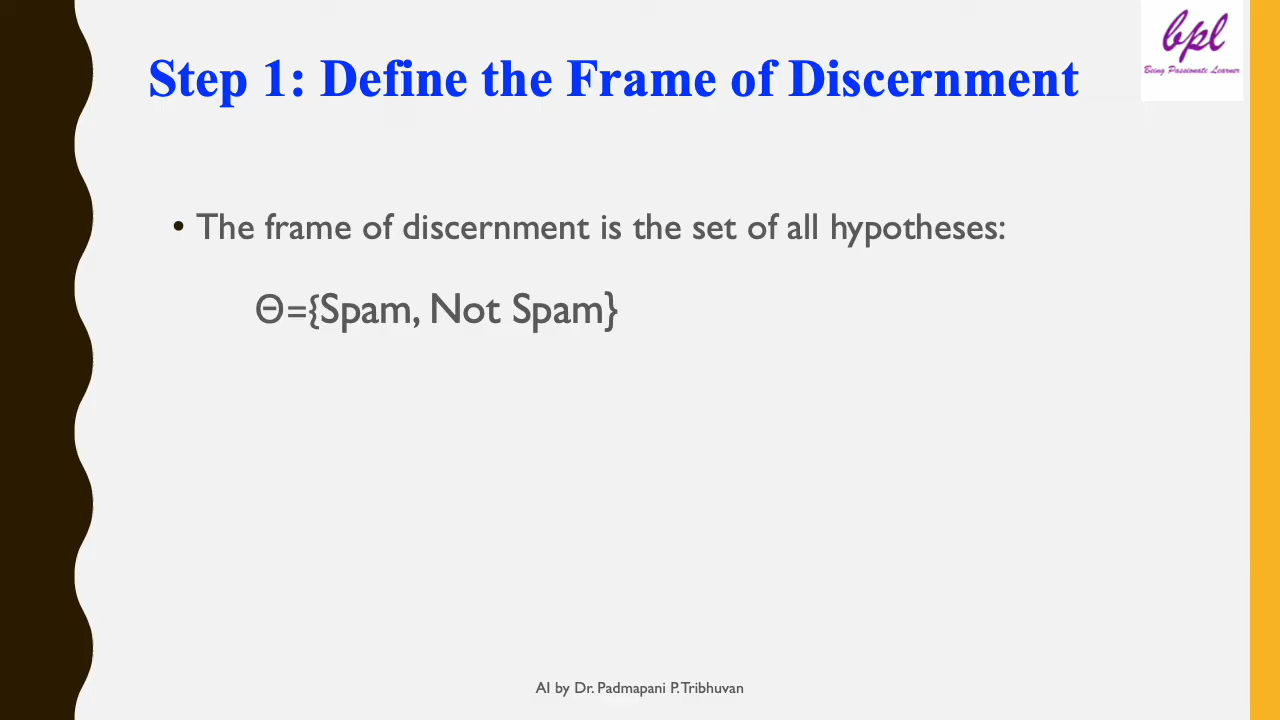 bpl
Being Passionate Learner
Step 1: Define the Frame of Discernment
• The frame of discernment is the set of all hypotheses:
Θ={Spam, Not Spam}
AI by Dr. Padmapani P. Tribhuvan